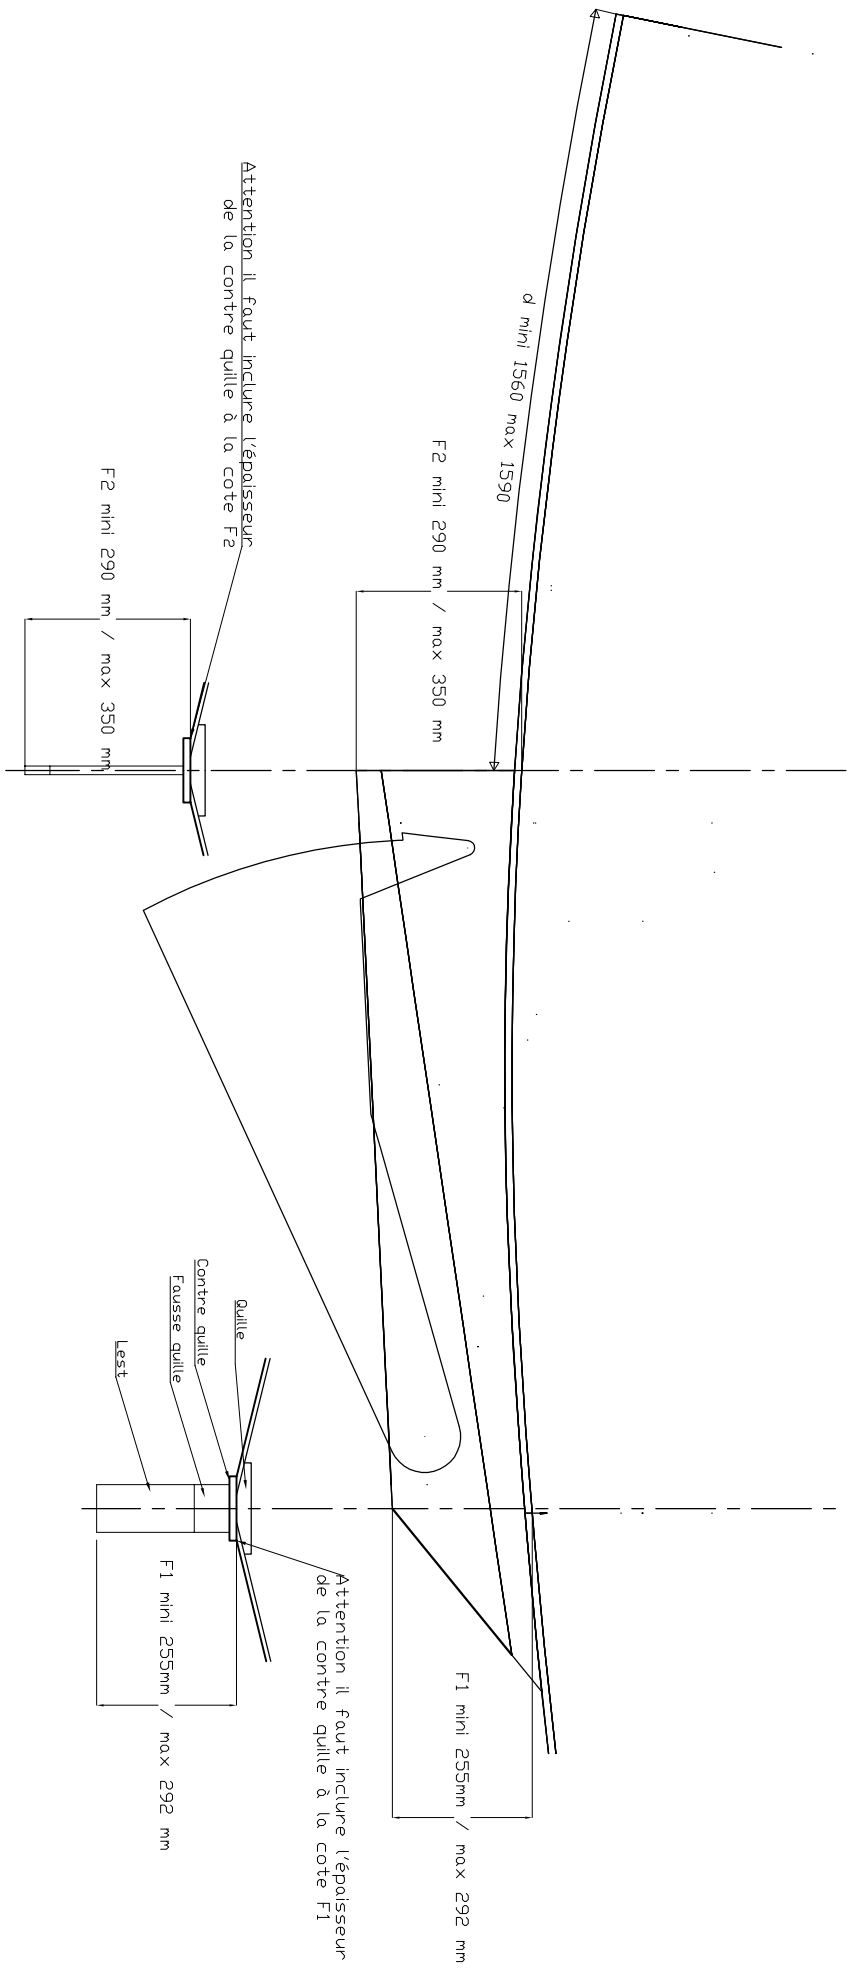 d mini 1560 max 1590
F2 mini 290 mm / max 350 mm
Attention il faut inclure l'épaisseur
de la contre quille à la cote F2
F2 mini 290 mm / max 350 mm
Quille
Contre quille
Fausse quille
Lest
Attention il faut inclure l'épaisseur
de la contre quille à la cote F1
F1 mini 255mm / max 292 mm
F1 mini 255mm / max 292 mm